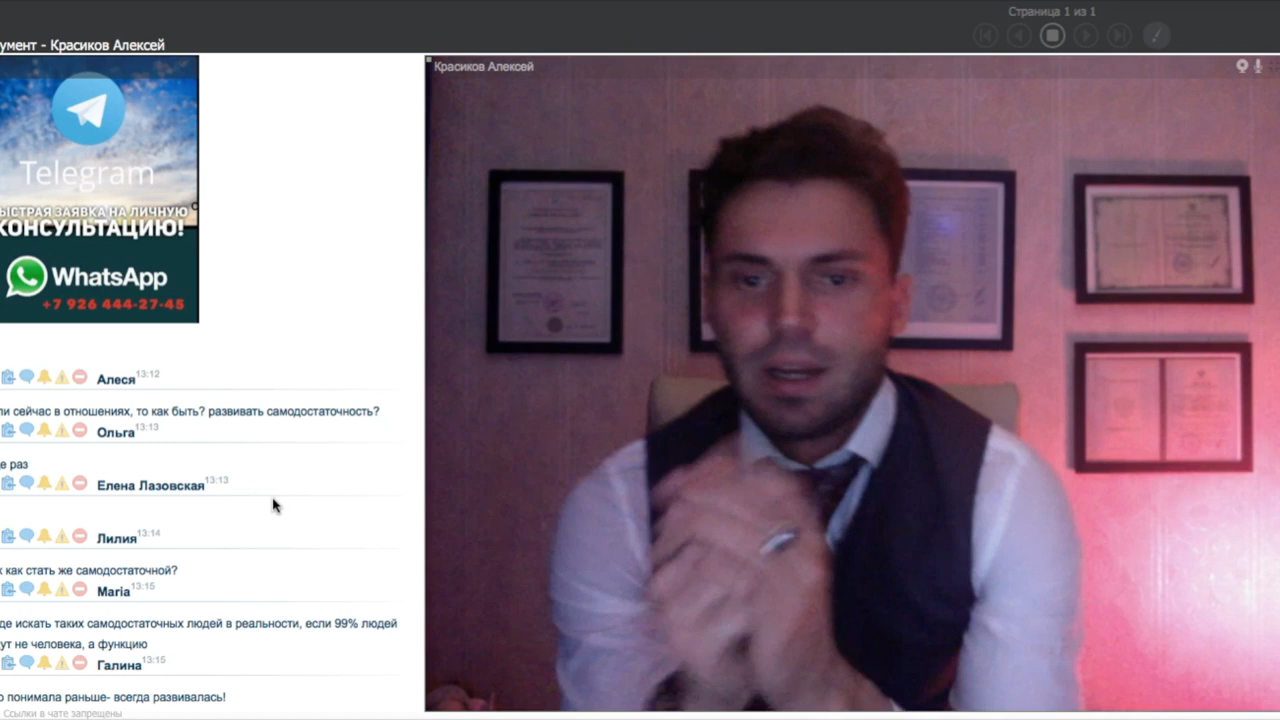 Страница 1 из 1
умент - Красиков Алексей
Красиков Алексей
Telegram
ЫСТРАЯ ЗАЯВКА НА ЛИЧНУЮ
КОНСУЛЬТАЦИЮ!
WhatsApp
+7 926 444-27-45
Алеся 13:12
ли сейчас в отношениях, то как быть? развивать самодостаточность?
Ольга 13:13
е раз
Елена Лазовская 13:13
Лилия 13:14
к как стать же самодостаточной?
Maria 13:15
де искать таких самодостаточных людей в реальности, если 99% людей
ут не человека, а функцию
Галина 13:15
о понимала раньше- всегда развивалась!
Ссылки в чате запрещены